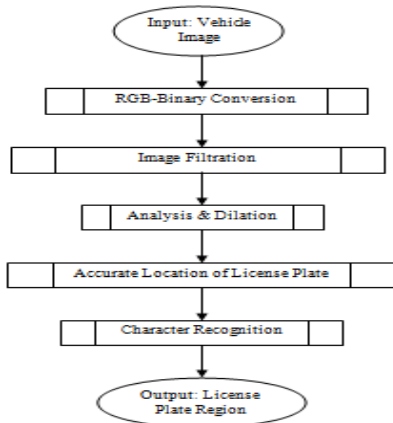 Input: Vehicle
Image
RGB-Binary Conversion
Image Filtration
Analysis & Dilation
Accurate Location of License Plate
Character Recognition
Output: License
Plate Region